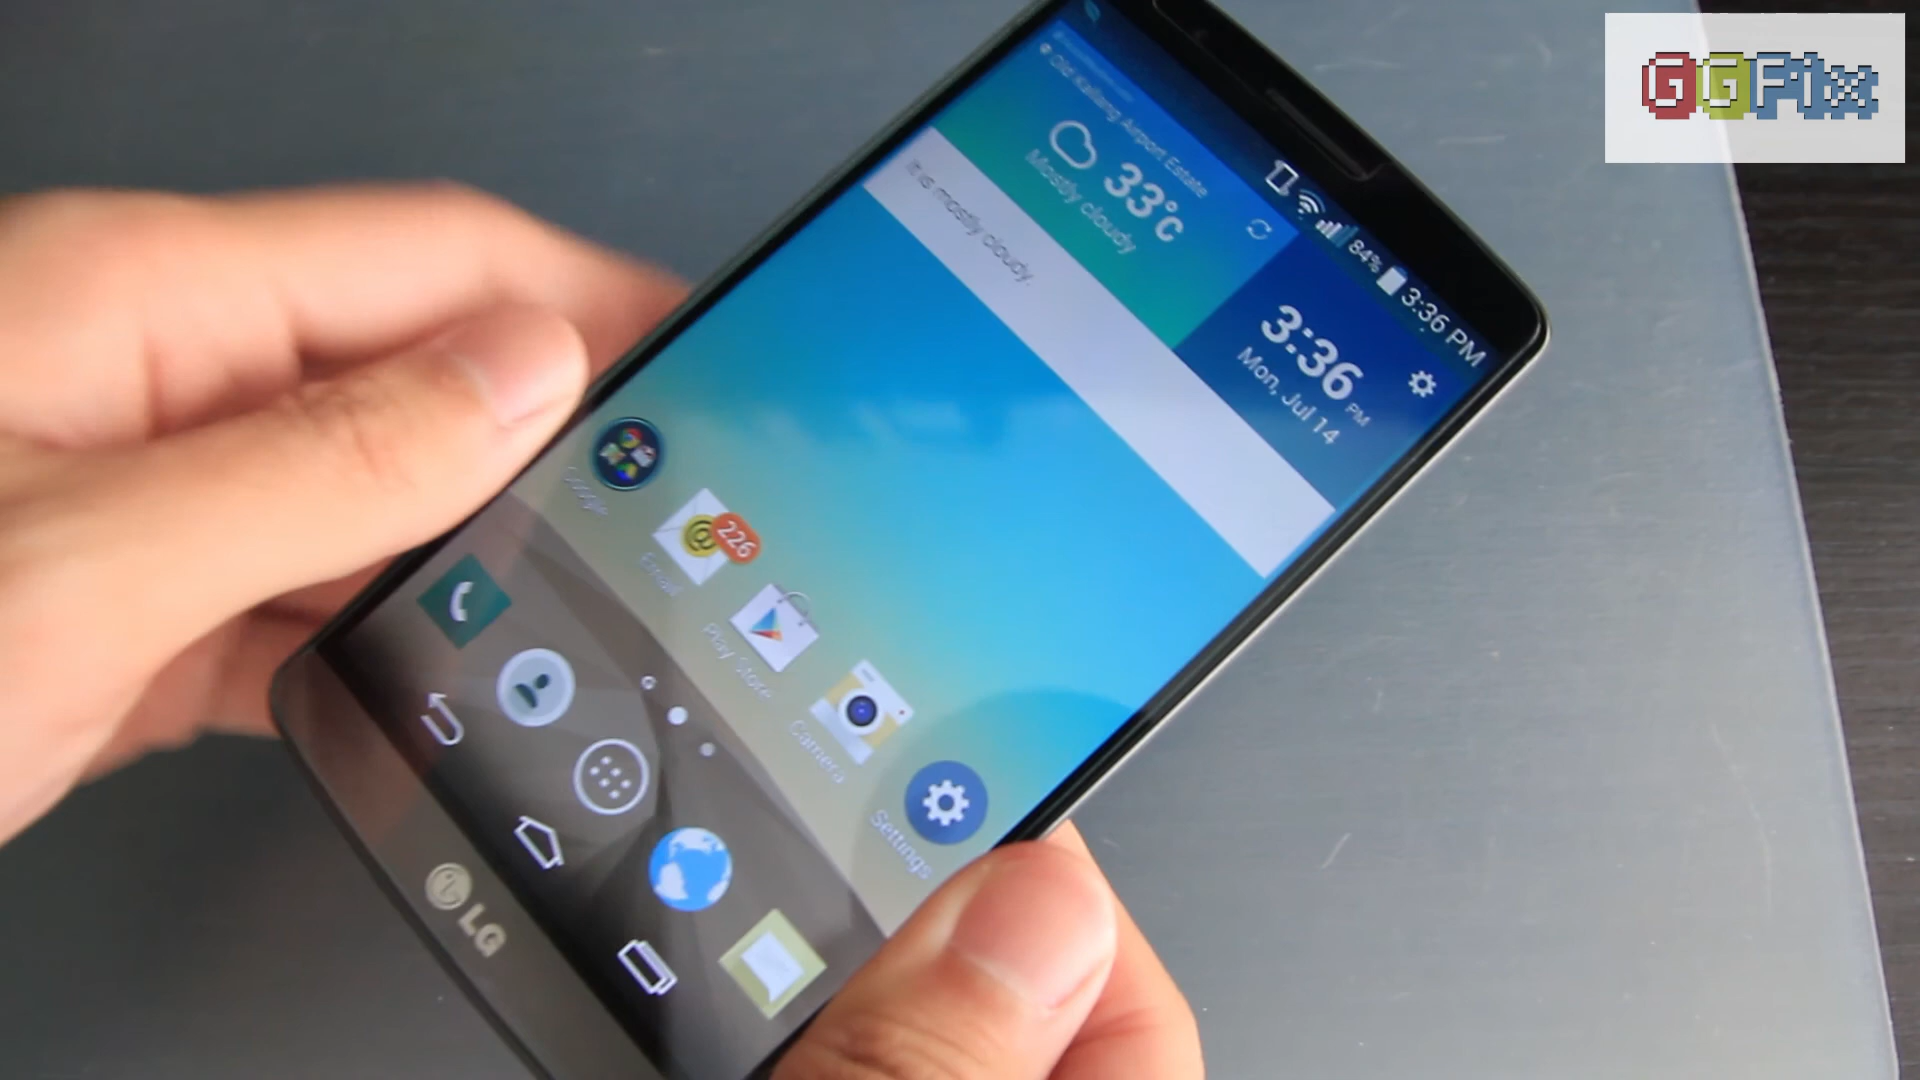 GGFix
84% 3:36 PM
Old Kallang Airport Estate
33°C
Mostly cloudy
3:36 PM
Mon, Jul 14
It is mostly cloudy.
Google
226
Email
Play Store
Camera
Settings
LG